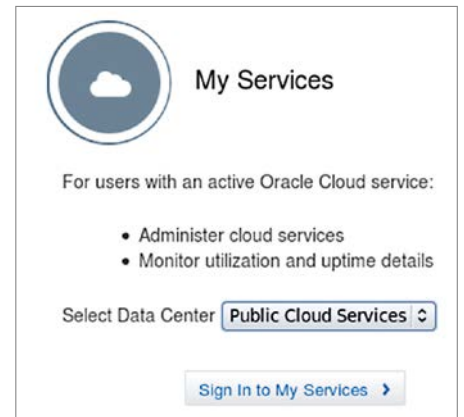 My Services
For users with an active Oracle Cloud service:
• Administer cloud services
• Monitor utilization and uptime details
Select Data Center Public Cloud Services
Sign In to My Services